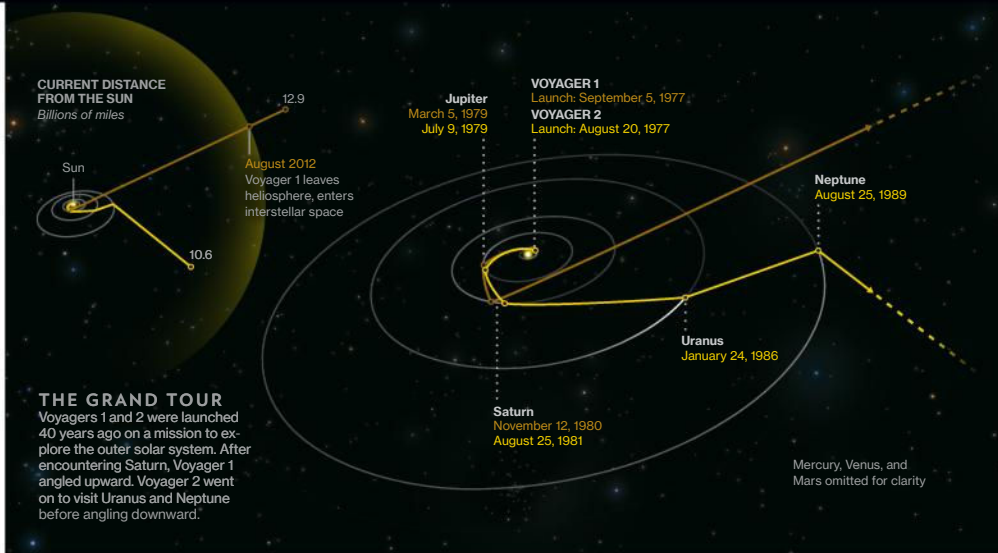 CURRENT DISTANCE
FROM THE SUN
Billions of miles
12.9
Sun
August 2012
Voyager 1 leaves
heliosphere, enters
interstellar space
10.6
Jupiter
March 5, 1979
July 9, 1979
VOYAGER 1
Launch: September 5, 1977
VOYAGER 2
Launch: August 20, 1977
Neptune
August 25, 1989
Uranus
January 24, 1986
Saturn
November 12, 1980
August 25, 1981
THE GRAND TOUR
Voyagers 1 and 2 were launched
40 years ago on a mission to ex-
plore the outer solar system. After
encountering Saturn, Voyager 1
angled upward. Voyager 2 went
on to visit Uranus and Neptune
before angling downward.
Mercury, Venus, and
Mars omitted for clarity